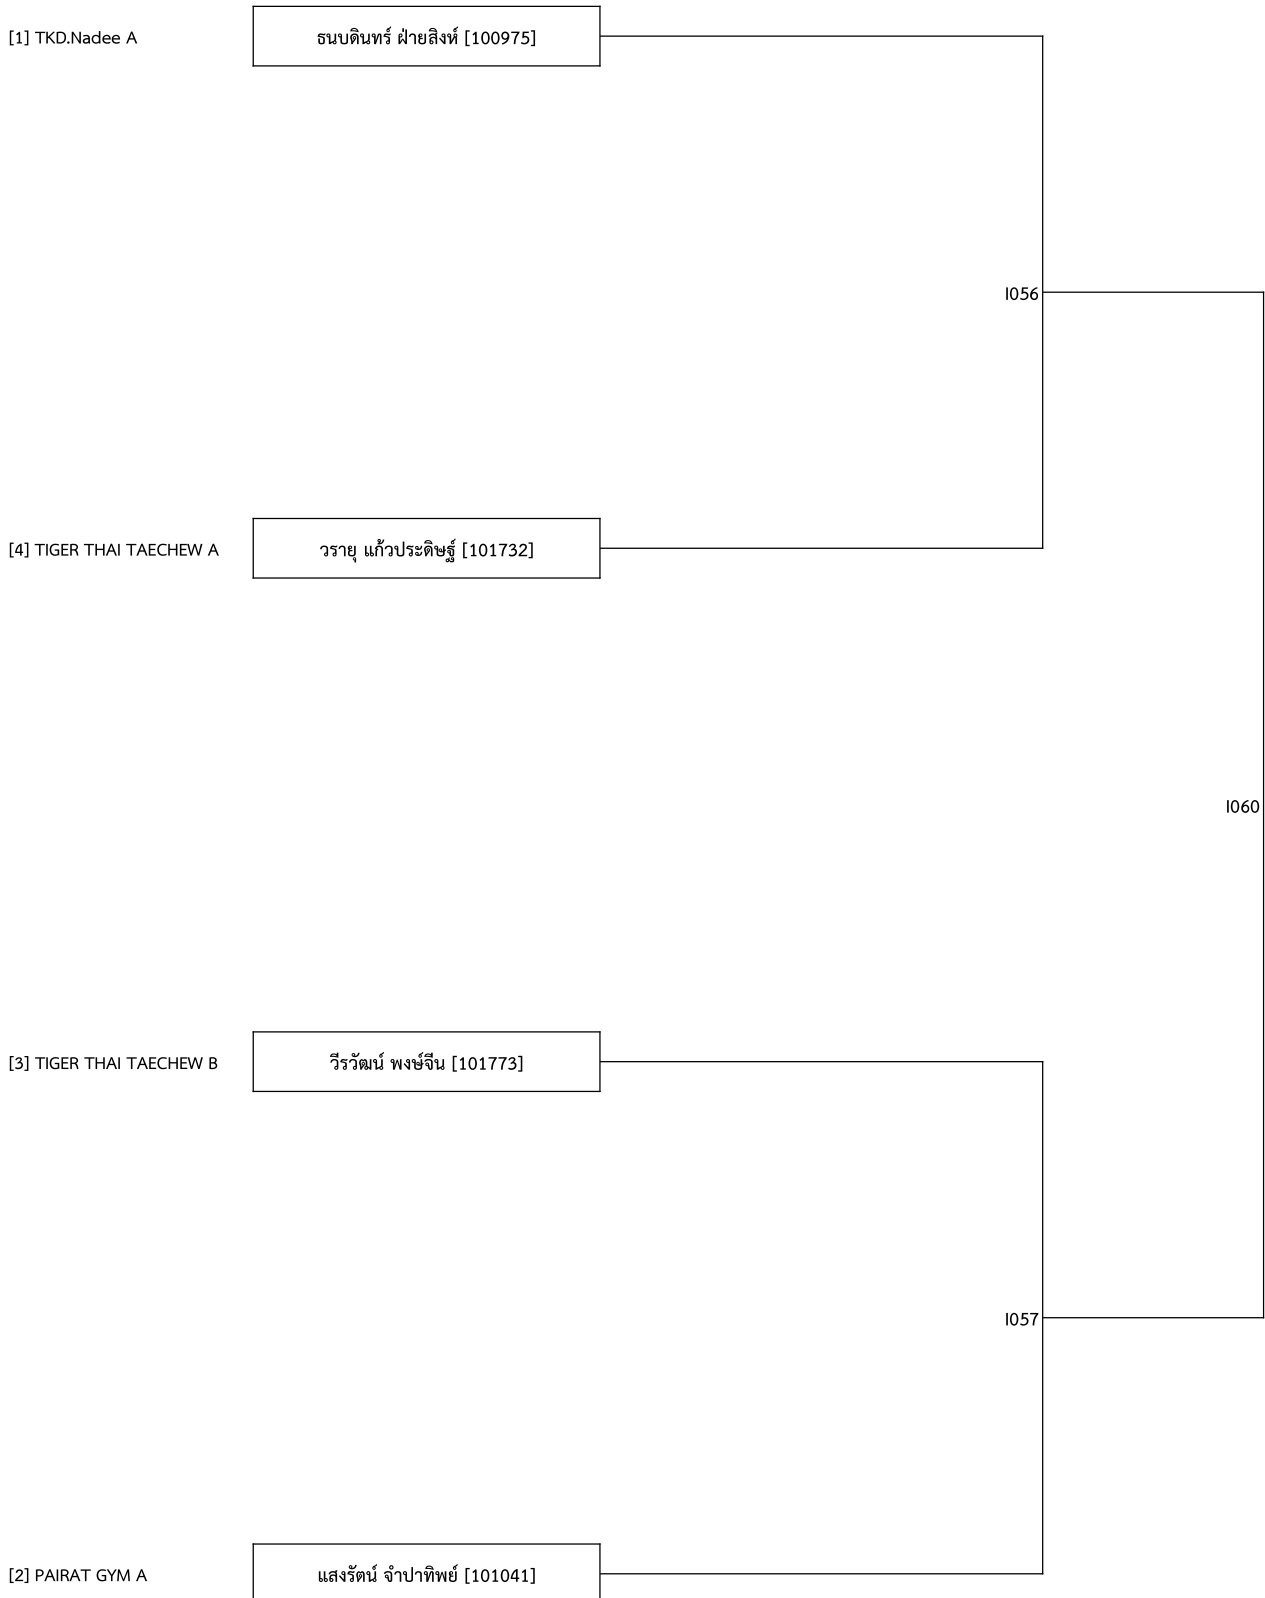 [1] TKD.Nadee A ธนบดินทร์ ฝ่ายสิงห์ [100975]
I056
[4] TIGER THAI TAECHEW A วรายุ แก้วประดิษฐ์ [101732]
I060
[3] TIGER THAI TAECHEW B วีรวัฒน์ พงษ์จีน [101773]
I057
[2] PAIRAT GYM A แสงรัตน์ จำปาทิพย์ [101041]